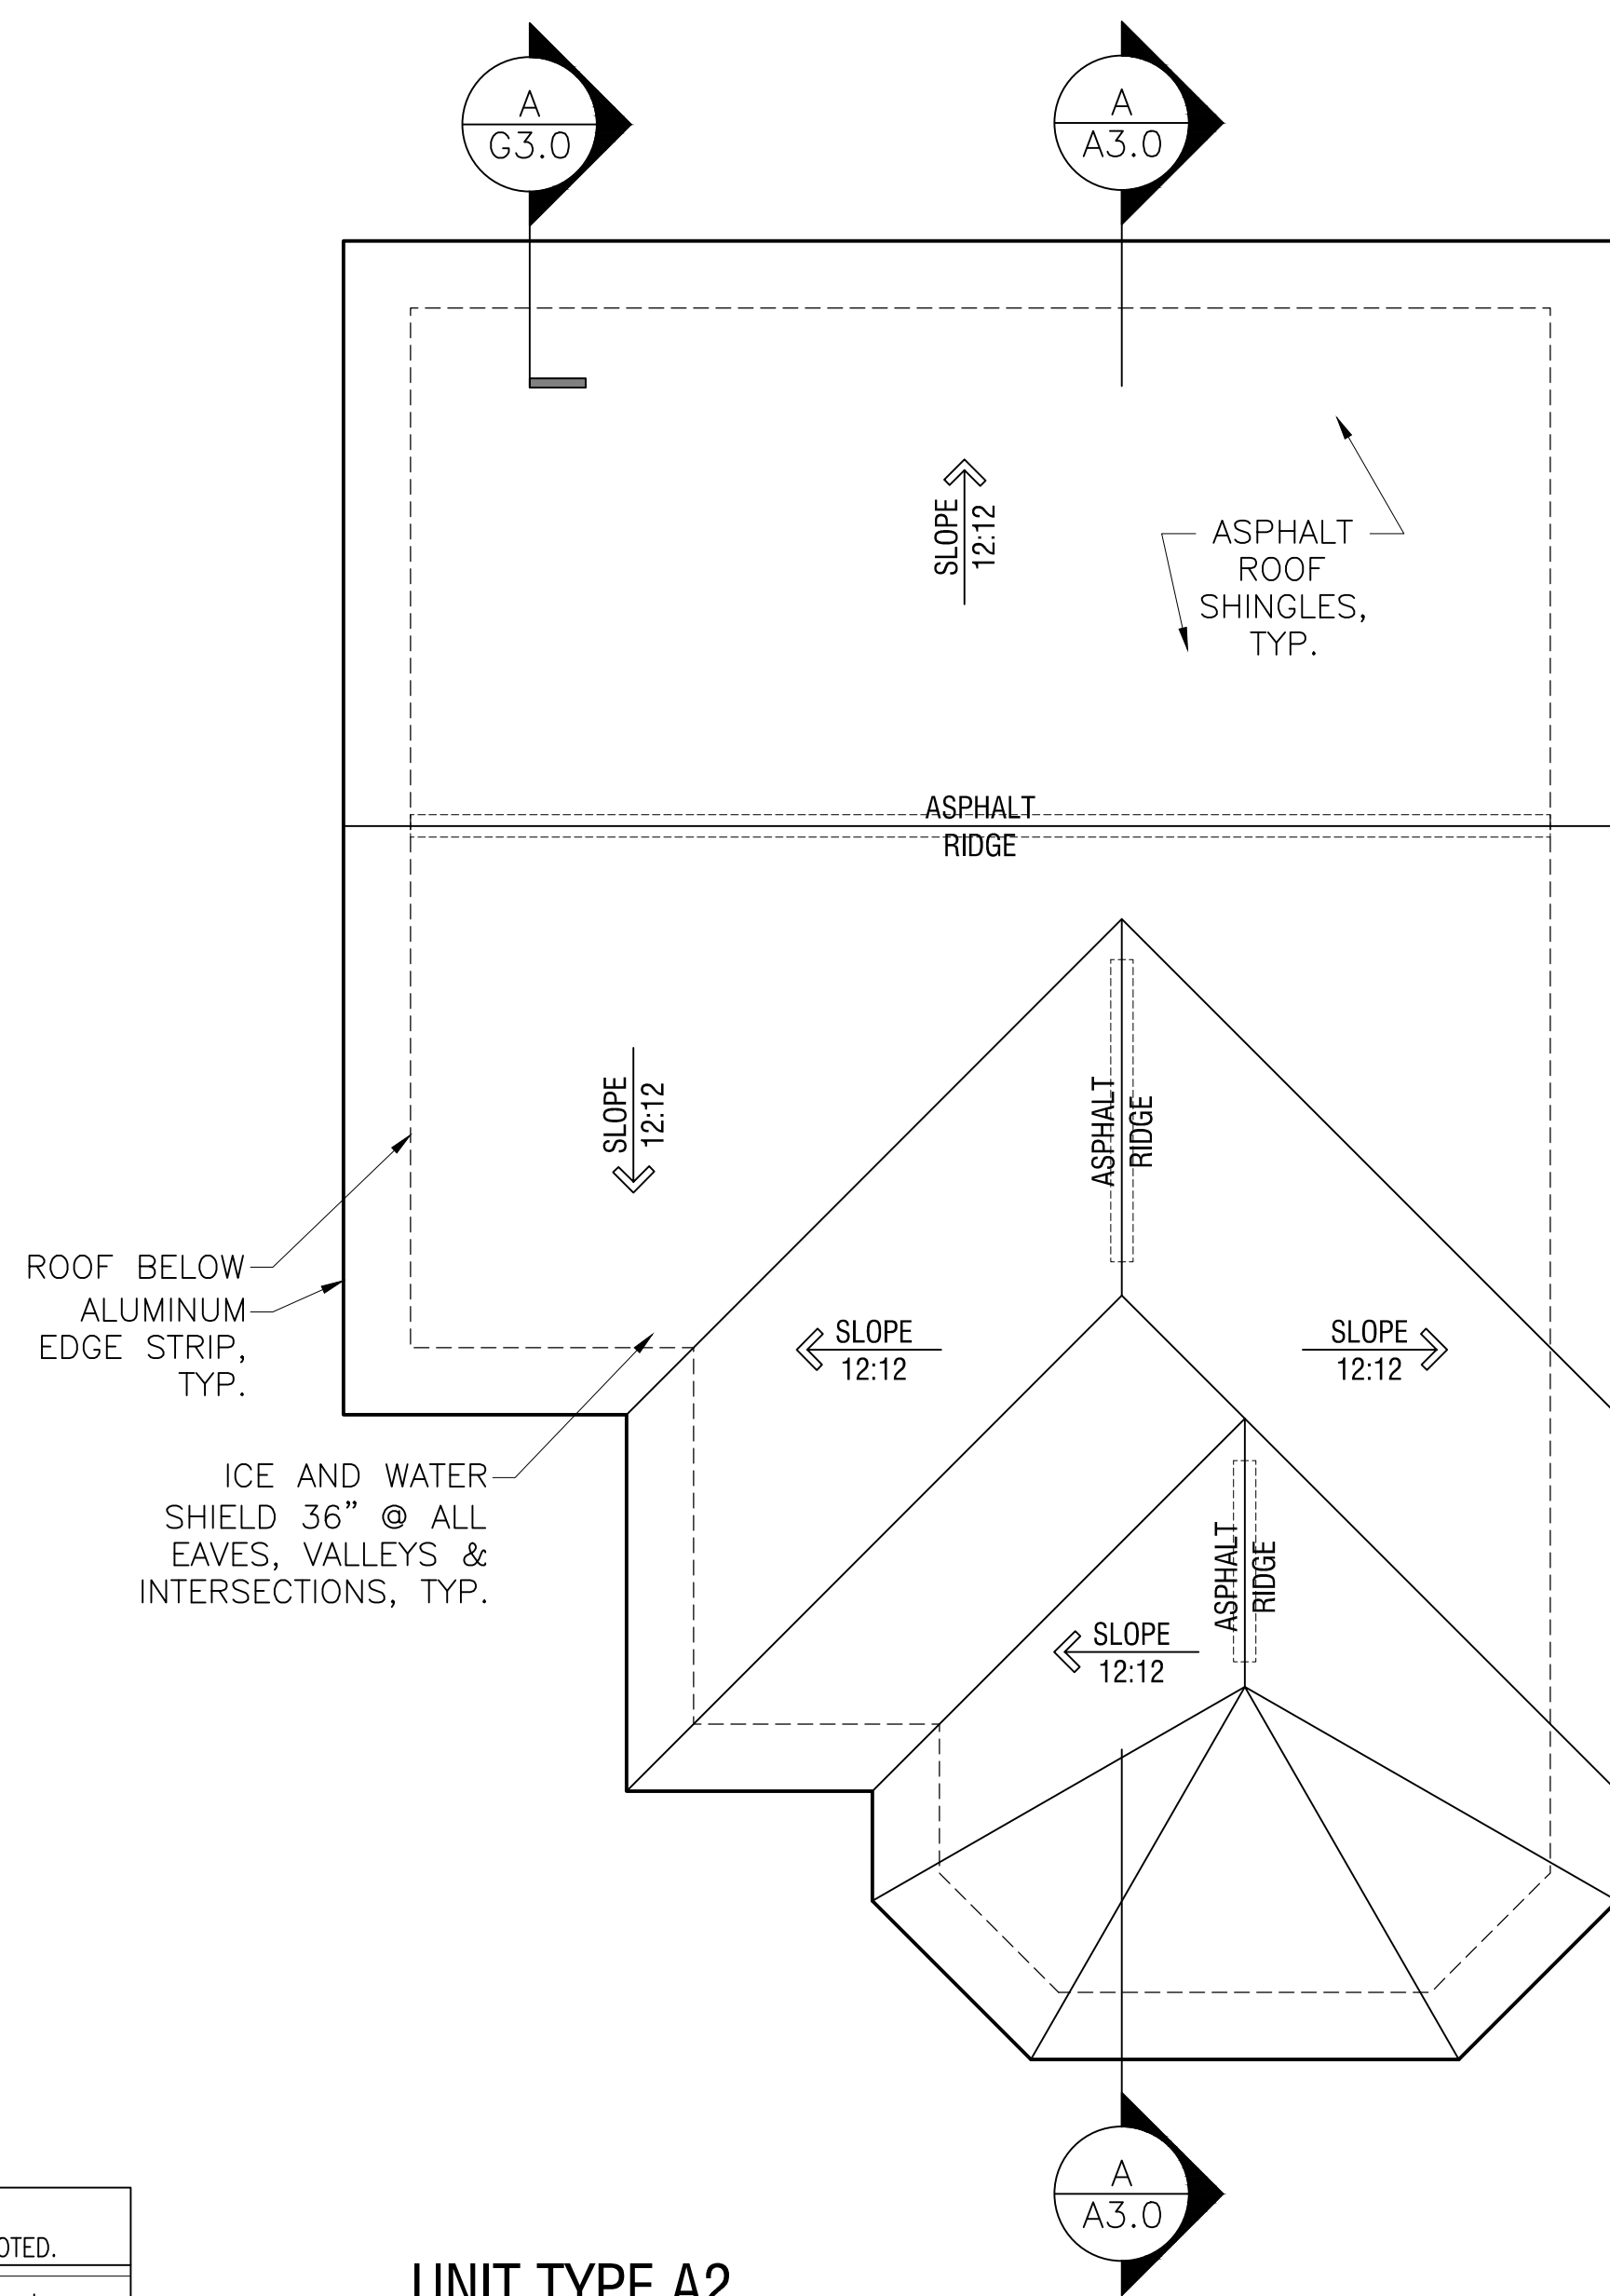 A
G3.0
A
A3.0
SLOPE
12:12
ASPHALT
ROOF
SHINGLES,
TYP.
ASPHALT
RIDGE
SLOPE
12:12
ASPHALT
RIDGE
ROOF BELOW
ALUMINUM
EDGE STRIP,
TYP.
SLOPE
12:12
SLOPE
12:12
ICE AND WATER
SHIELD 36" @ ALL
EAVES, VALLEYS &
INTERSECTIONS, TYP.
ASPHALT
RIDGE
SLOPE
12:12
A
A3.0
UNIT TYPE A2